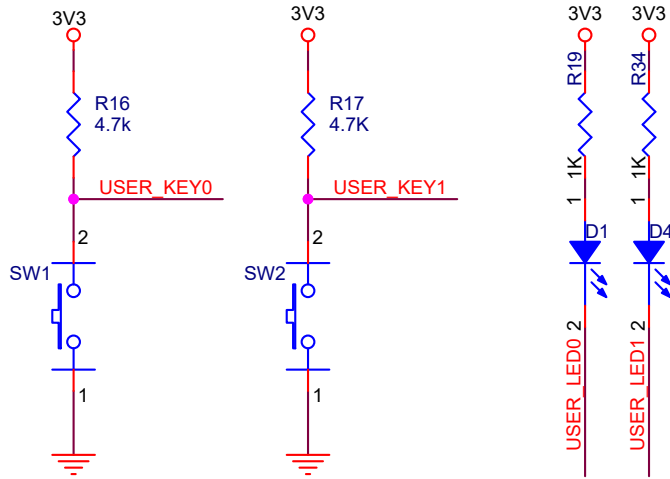 3V3
3V3
3V3
3V3
R16
4.7k
R17
4.7K
R19
R34
1K
1K
USER_KEY0
USER_KEY1
1
1
2
2
D1
D4
SW1
SW2
2
2
USER_LED0
USER_LED1
1
1